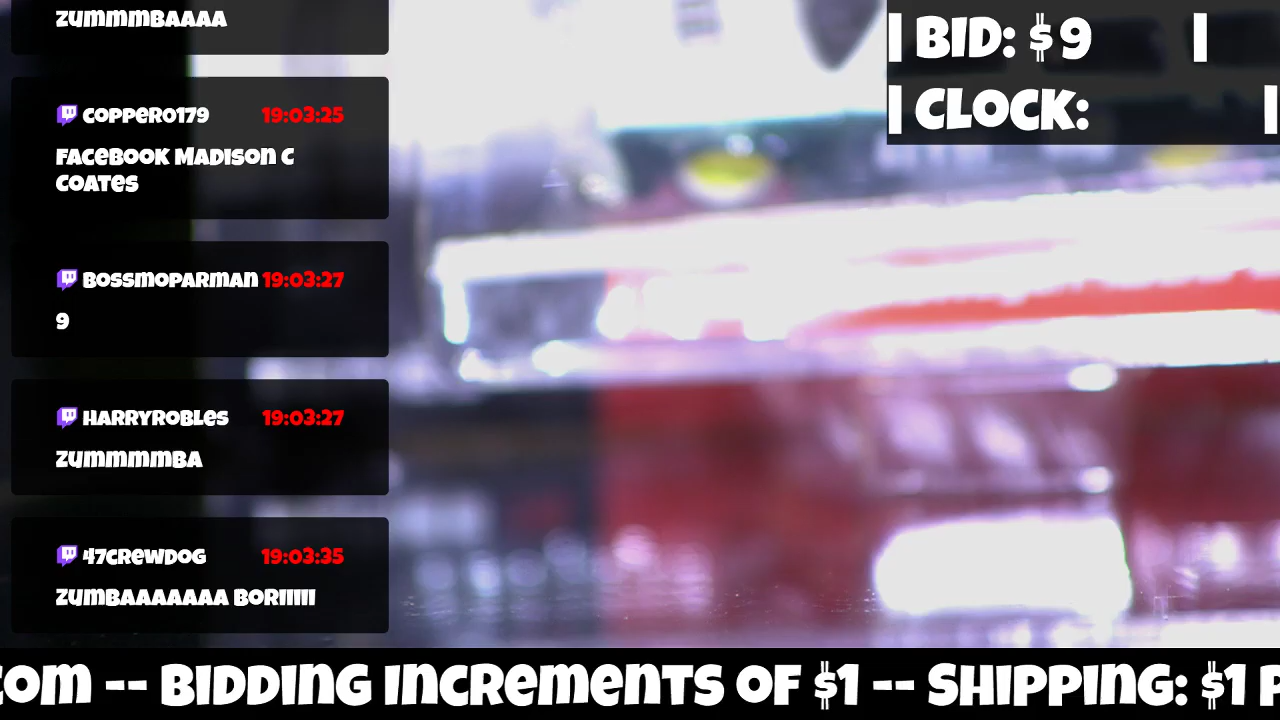 zummmbaaaa
copper0179 19:03:25
Facebook Madison C
Coates
bossmoparman 19:03:27
9
harryrobles 19:03:27
zummmmba
47crewdog 19:03:35
zumbaaaaaaa boriiiii
| BID: $9 |
| CLOCK: |
com -- BIDDING INCREMENTS OF $1 -- SHIPPING: $1 P